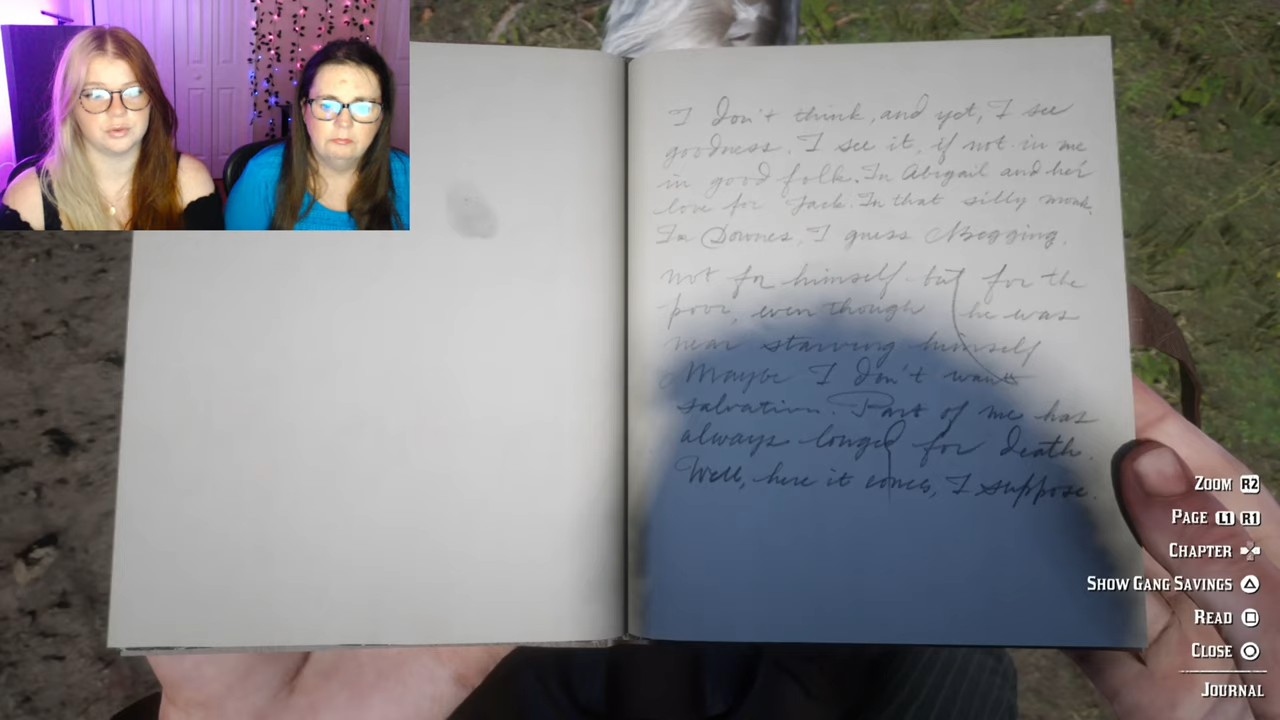 I don't think, and yet, I see
goodness. I see it, if not in me
in good folk. In Abigail and her
love for Jack. In that silly monk.
In Downes, I guess. Begging,
not for himself but for the
poor, even though he was
near starving himself
Maybe I don't want
salvation. Part of me has
always longed for death.
Well, here it comes, I suppose.
ZOOM R2
PAGE L1 R1
CHAPTER
SHOW GANG SAVINGS
READ
CLOSE
JOURNAL